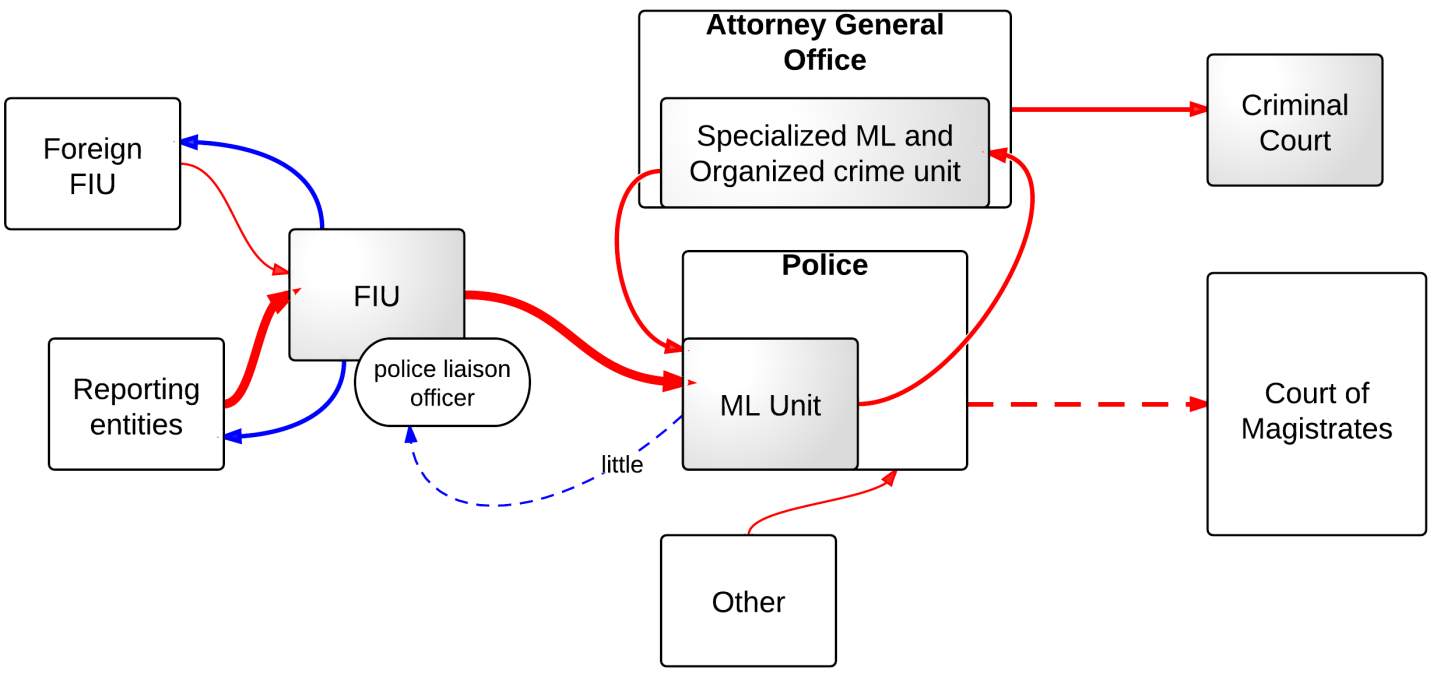 Attorney General
Office
Specialized ML and
Organized crime unit
Criminal
Court
Foreign
FIU
FIU
police liaison
officer
Reporting
entities
Police
ML Unit
little
Court of
Magistrates
Other